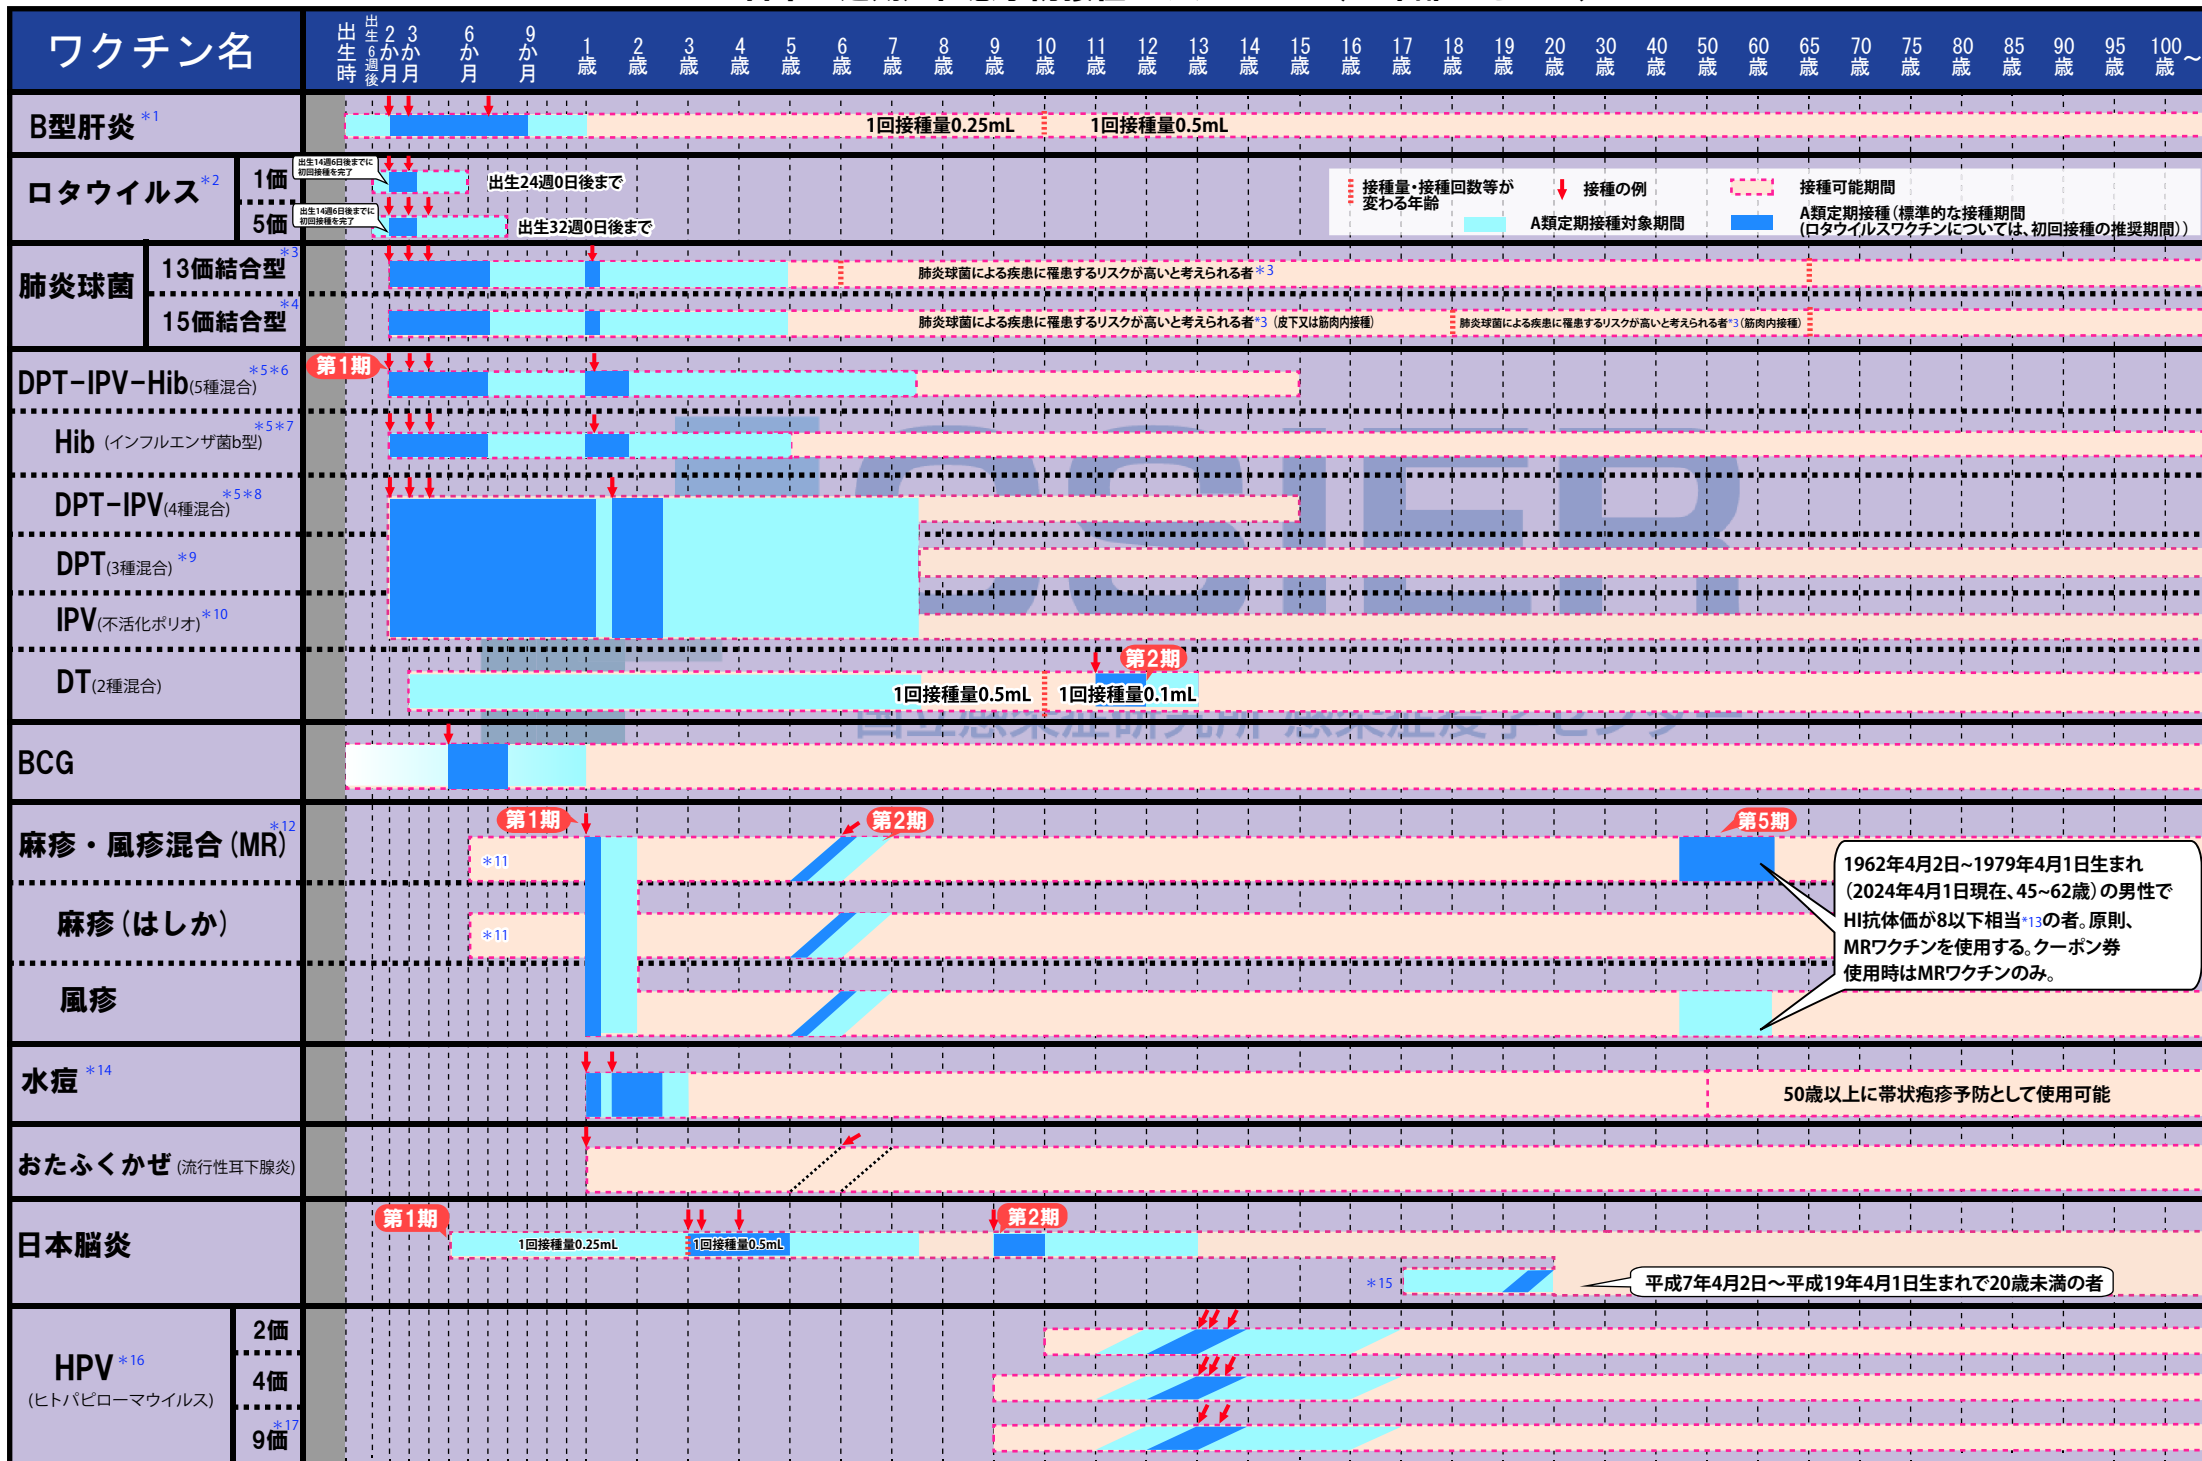 ワクチン名
出生時
出生6週後
2か月
3か月
6か月
9か月
1歳
2歳
3歳
4歳
5歳
6歳
7歳
8歳
9歳
10歳
11歳
12歳
13歳
14歳
15歳
16歳
17歳
18歳
19歳
20歳
30歳
40歳
50歳
60歳
65歳
70歳
75歳
80歳
85歳
90歳
95歳
100歳～
B型肝炎 *1
1回接種量0.25mL
1回接種量0.5mL
ロタウイルス*2
1価
出生14週6日後までに
初回接種を完了
出生24週0日後まで
5価
出生14週6日後までに
初回接種を完了
出生32週0日後まで
接種量・接種回数等が
変わる年齢
接種の例
接種可能期間
A類定期接種対象期間
A類定期接種（標準的な接種期間
(ロタウイルスワクチンについては、初回接種の推奨期間））
肺炎球菌
13価結合型*3
肺炎球菌による疾患に罹患するリスクが高いと考えられる者*3
15価結合型*4
肺炎球菌による疾患に罹患するリスクが高いと考えられる者*3（皮下又は筋肉内接種）
肺炎球菌による疾患に罹患するリスクが高いと考えられる者*3（筋肉内接種）
第1期
DPT-IPV-Hib(5種混合)*5*6
Hib (インフルエンザ菌b型)*5*7
DPT-IPV(4種混合)*5*8
DPT(3種混合)*9
IPV(不活化ポリオ)*10
DT(2種混合)
1回接種量0.5mL
1回接種量0.1mL
第2期
国立感染症研究所 感染症疫学センター
BCG
麻疹・風疹混合(MR)*12
第1期
第2期
第5期
*11
麻疹(はしか)
*11
風疹
1962年4月2日~1979年4月1日生まれ
（2024年4月1日現在、45~62歳）の男性で
HI抗体価が8以下相当*13の者。原則、
MRワクチンを使用する。クーポン券
使用時はMRワクチンのみ。
水痘 *14
50歳以上に帯状疱疹予防として使用可能
おたふくかぜ(流行性耳下腺炎)
日本脳炎
第1期
1回接種量0.25mL
1回接種量0.5mL
第2期
*15
平成7年4月2日～平成19年4月1日生まれで20歳未満の者
HPV *16
(ヒトパピローマウイルス)
2価
4価
9価*17